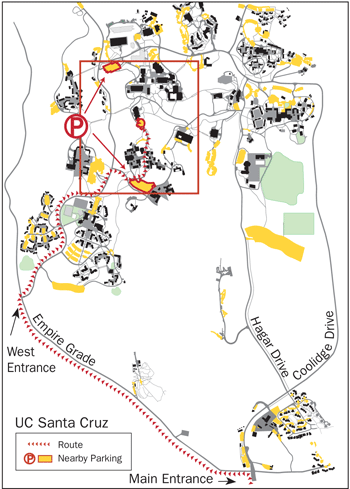 P
Empire Grade
West
Entrance
Hagar Drive
Coolidge Drive
UC Santa Cruz
Route
P Nearby Parking
Main Entrance